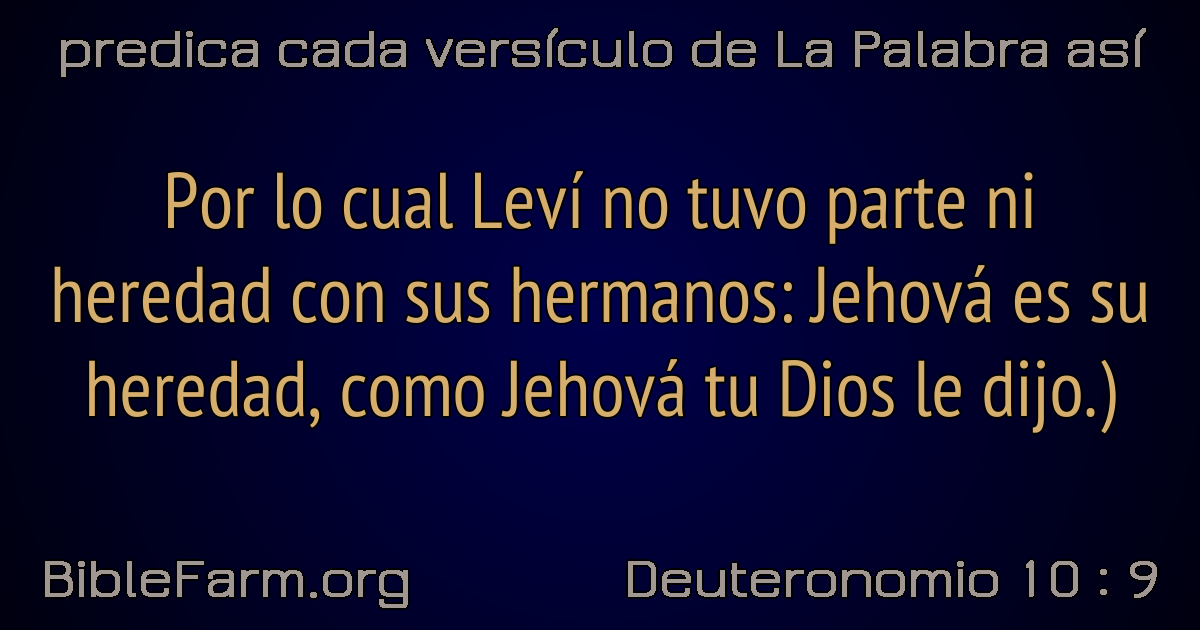 predica cada versículo de La Palabra así
Por lo cual Leví no tuvo parte ni
heredad con sus hermanos: Jehová es su
heredad, como Jehová tu Dios le dijo.)
BibleFarm.org
Deuteronomio 10 : 9